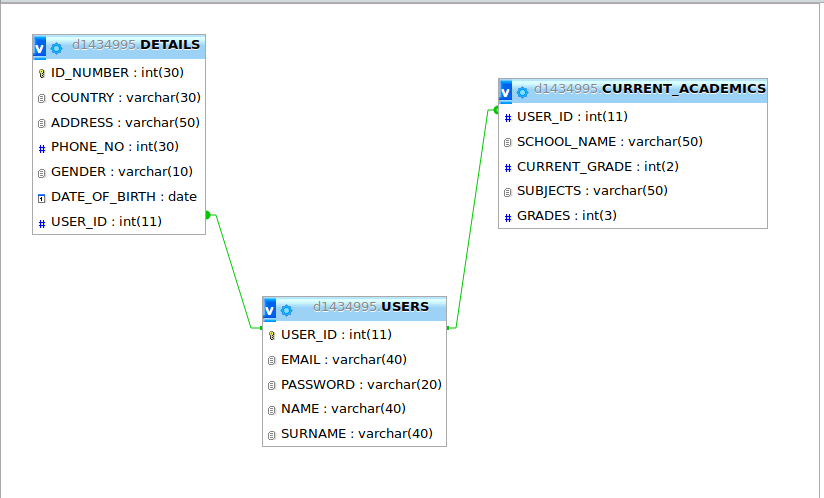 d1434995.DETAILS
ID_NUMBER : int(30)
COUNTRY : varchar(30)
ADDRESS : varchar(50)
PHONE_NO : int(30)
GENDER : varchar(10)
DATE_OF_BIRTH : date
USER_ID : int(11)
d1434995.CURRENT_ACADEMICS
USER_ID : int(11)
SCHOOL_NAME : varchar(50)
CURRENT_GRADE : int(2)
SUBJECTS : varchar(50)
GRADES : int(3)
d1434995.USERS
USER_ID : int(11)
EMAIL : varchar(40)
PASSWORD : varchar(20)
NAME : varchar(40)
SURNAME : varchar(40)